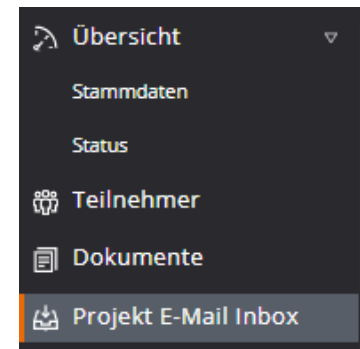 Übersicht
Stammdaten
Status
Teilnehmer
Dokumente
Projekt E-Mail Inbox